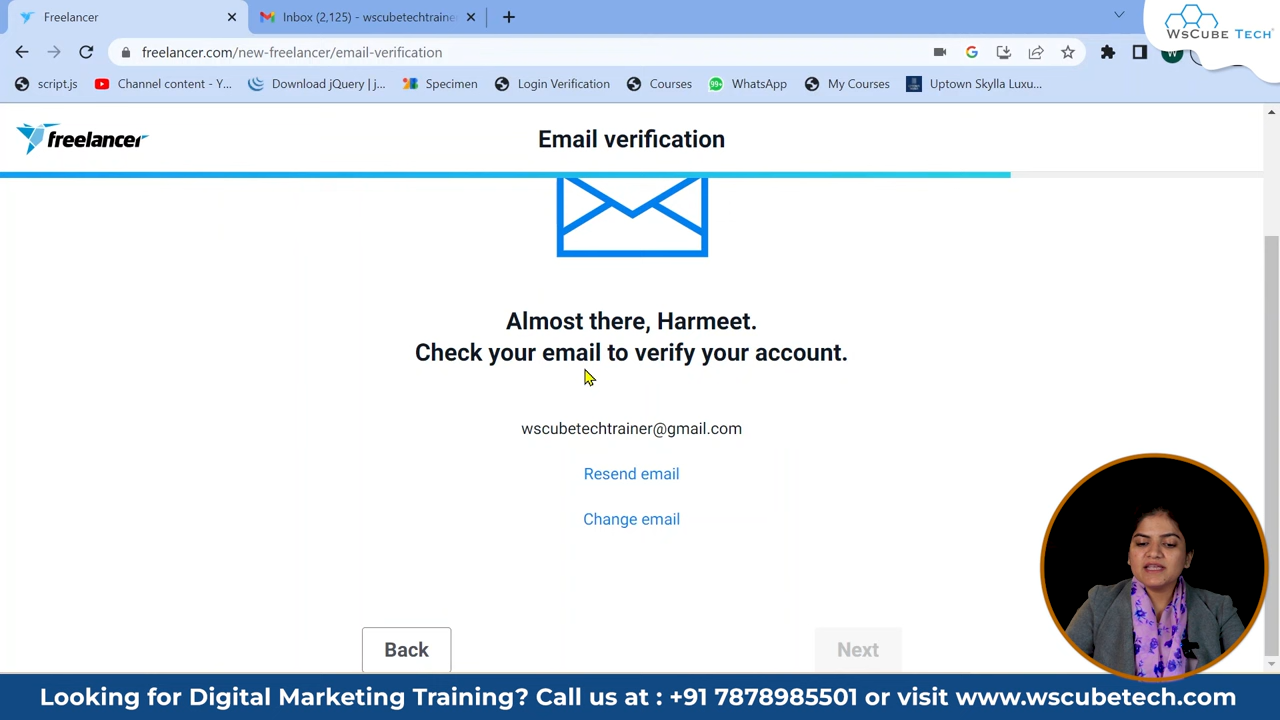 Freelancer
Inbox (2,125) - wscubetechtraine
WsCube Tech
freelancer.com/new-freelancer/email-verification
script.js
Channel content - Y...
Download jQuery | j...
Specimen
Login Verification
Courses
99+
WhatsApp
My Courses
Uptown Skylla Luxu...
freelancer
Email verification
Almost there, Harmeet.
Check your email to verify your account.
wscubetechtrainer@gmail.com
Resend email
Change email
Back
Next
Looking for Digital Marketing Training? Call us at : +91 7878985501 or visit www.wscubetech.com